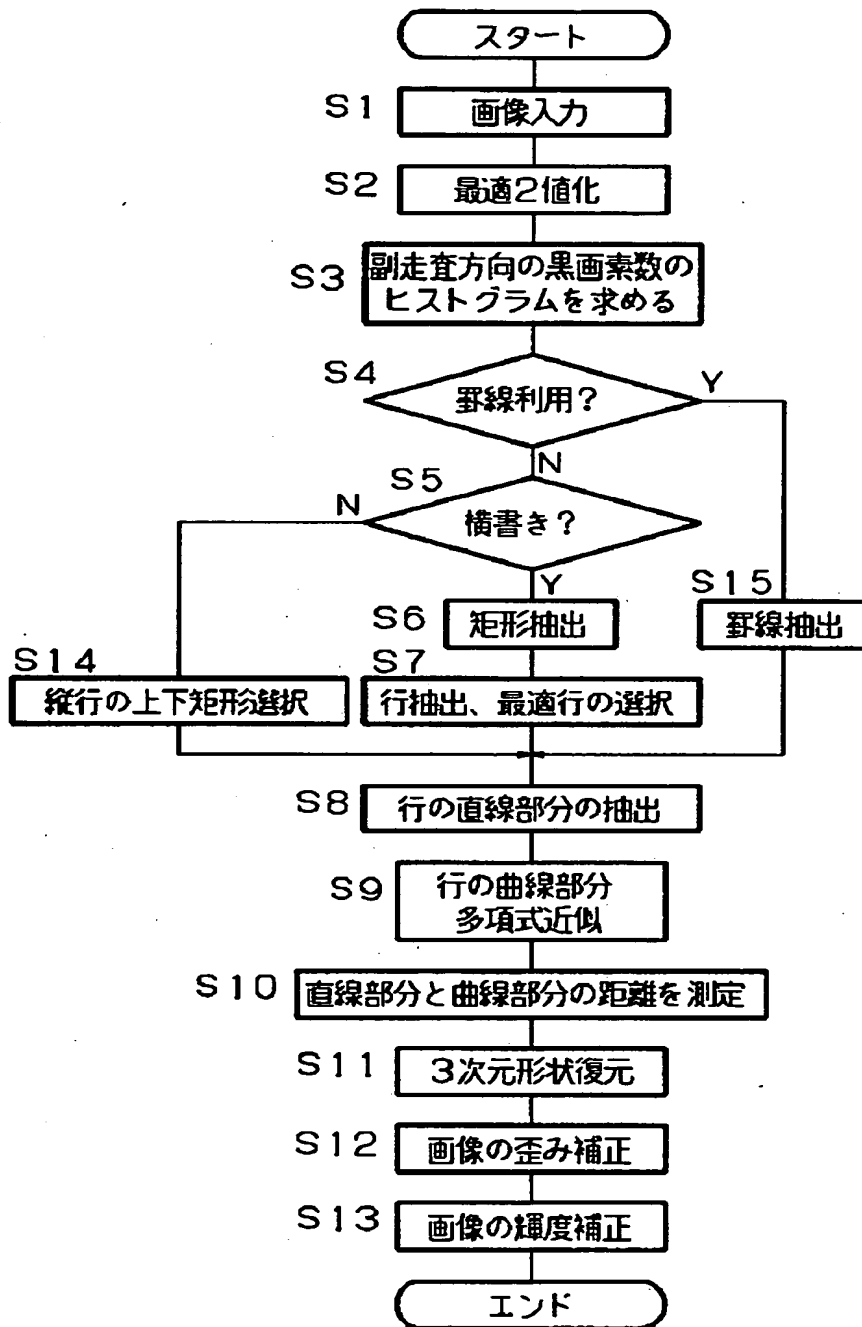 スタート
S1
画像入力
S2
最適2値化
S3
副走査方向の黒画素数の
ヒストグラムを求める
S4
罫線利用?
Y
N
S5
横書き?
N
Y
S15
罫線抽出
S6
矩形抽出
S14
縦行の上下矩形選択
S7
行抽出、最適行の選択
S8
行の直線部分の抽出
S9
行の曲線部分
多項式近似
S10
直線部分と曲線部分の距離を測定
S11
3次元形状復元
S12
画像の歪み補正
S13
画像の輝度補正
エンド